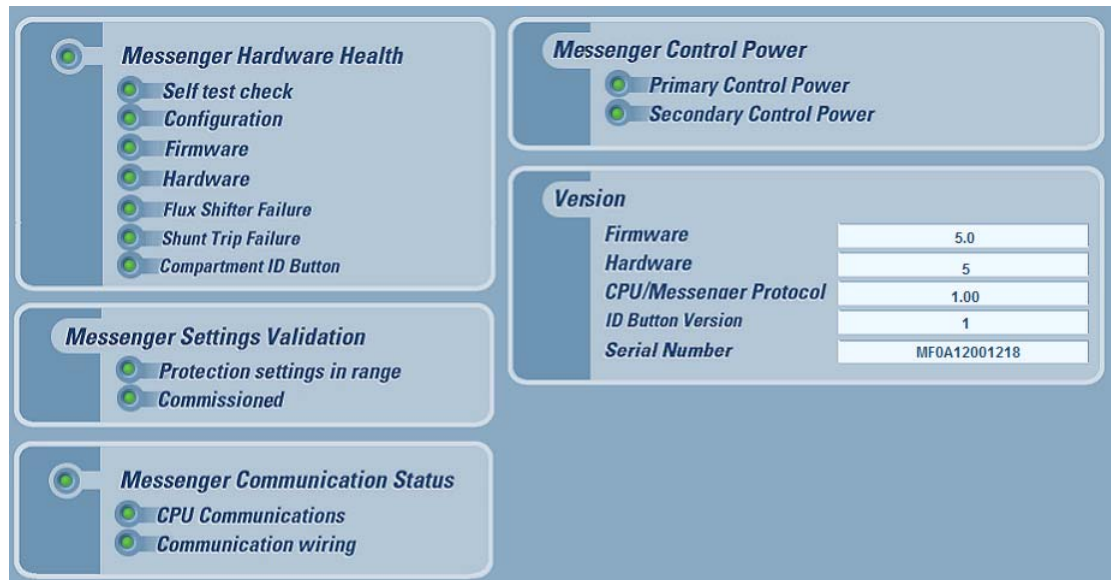 Messenger Hardware Health
Self test check
Configuration
Firmware
Hardware
Flux Shifter Failure
Shunt Trip Failure
Compartment ID Button
Messenger Settings Validation
Protection settings in range
Commissioned
Messenger Communication Status
CPU Communications
Communication wiring
Messenger Control Power
Primary Control Power
Secondary Control Power
Version
Firmware 5.0
Hardware 5
CPU/Messenger Protocol 1.00
ID Button Version 1
Serial Number MF0A12001218